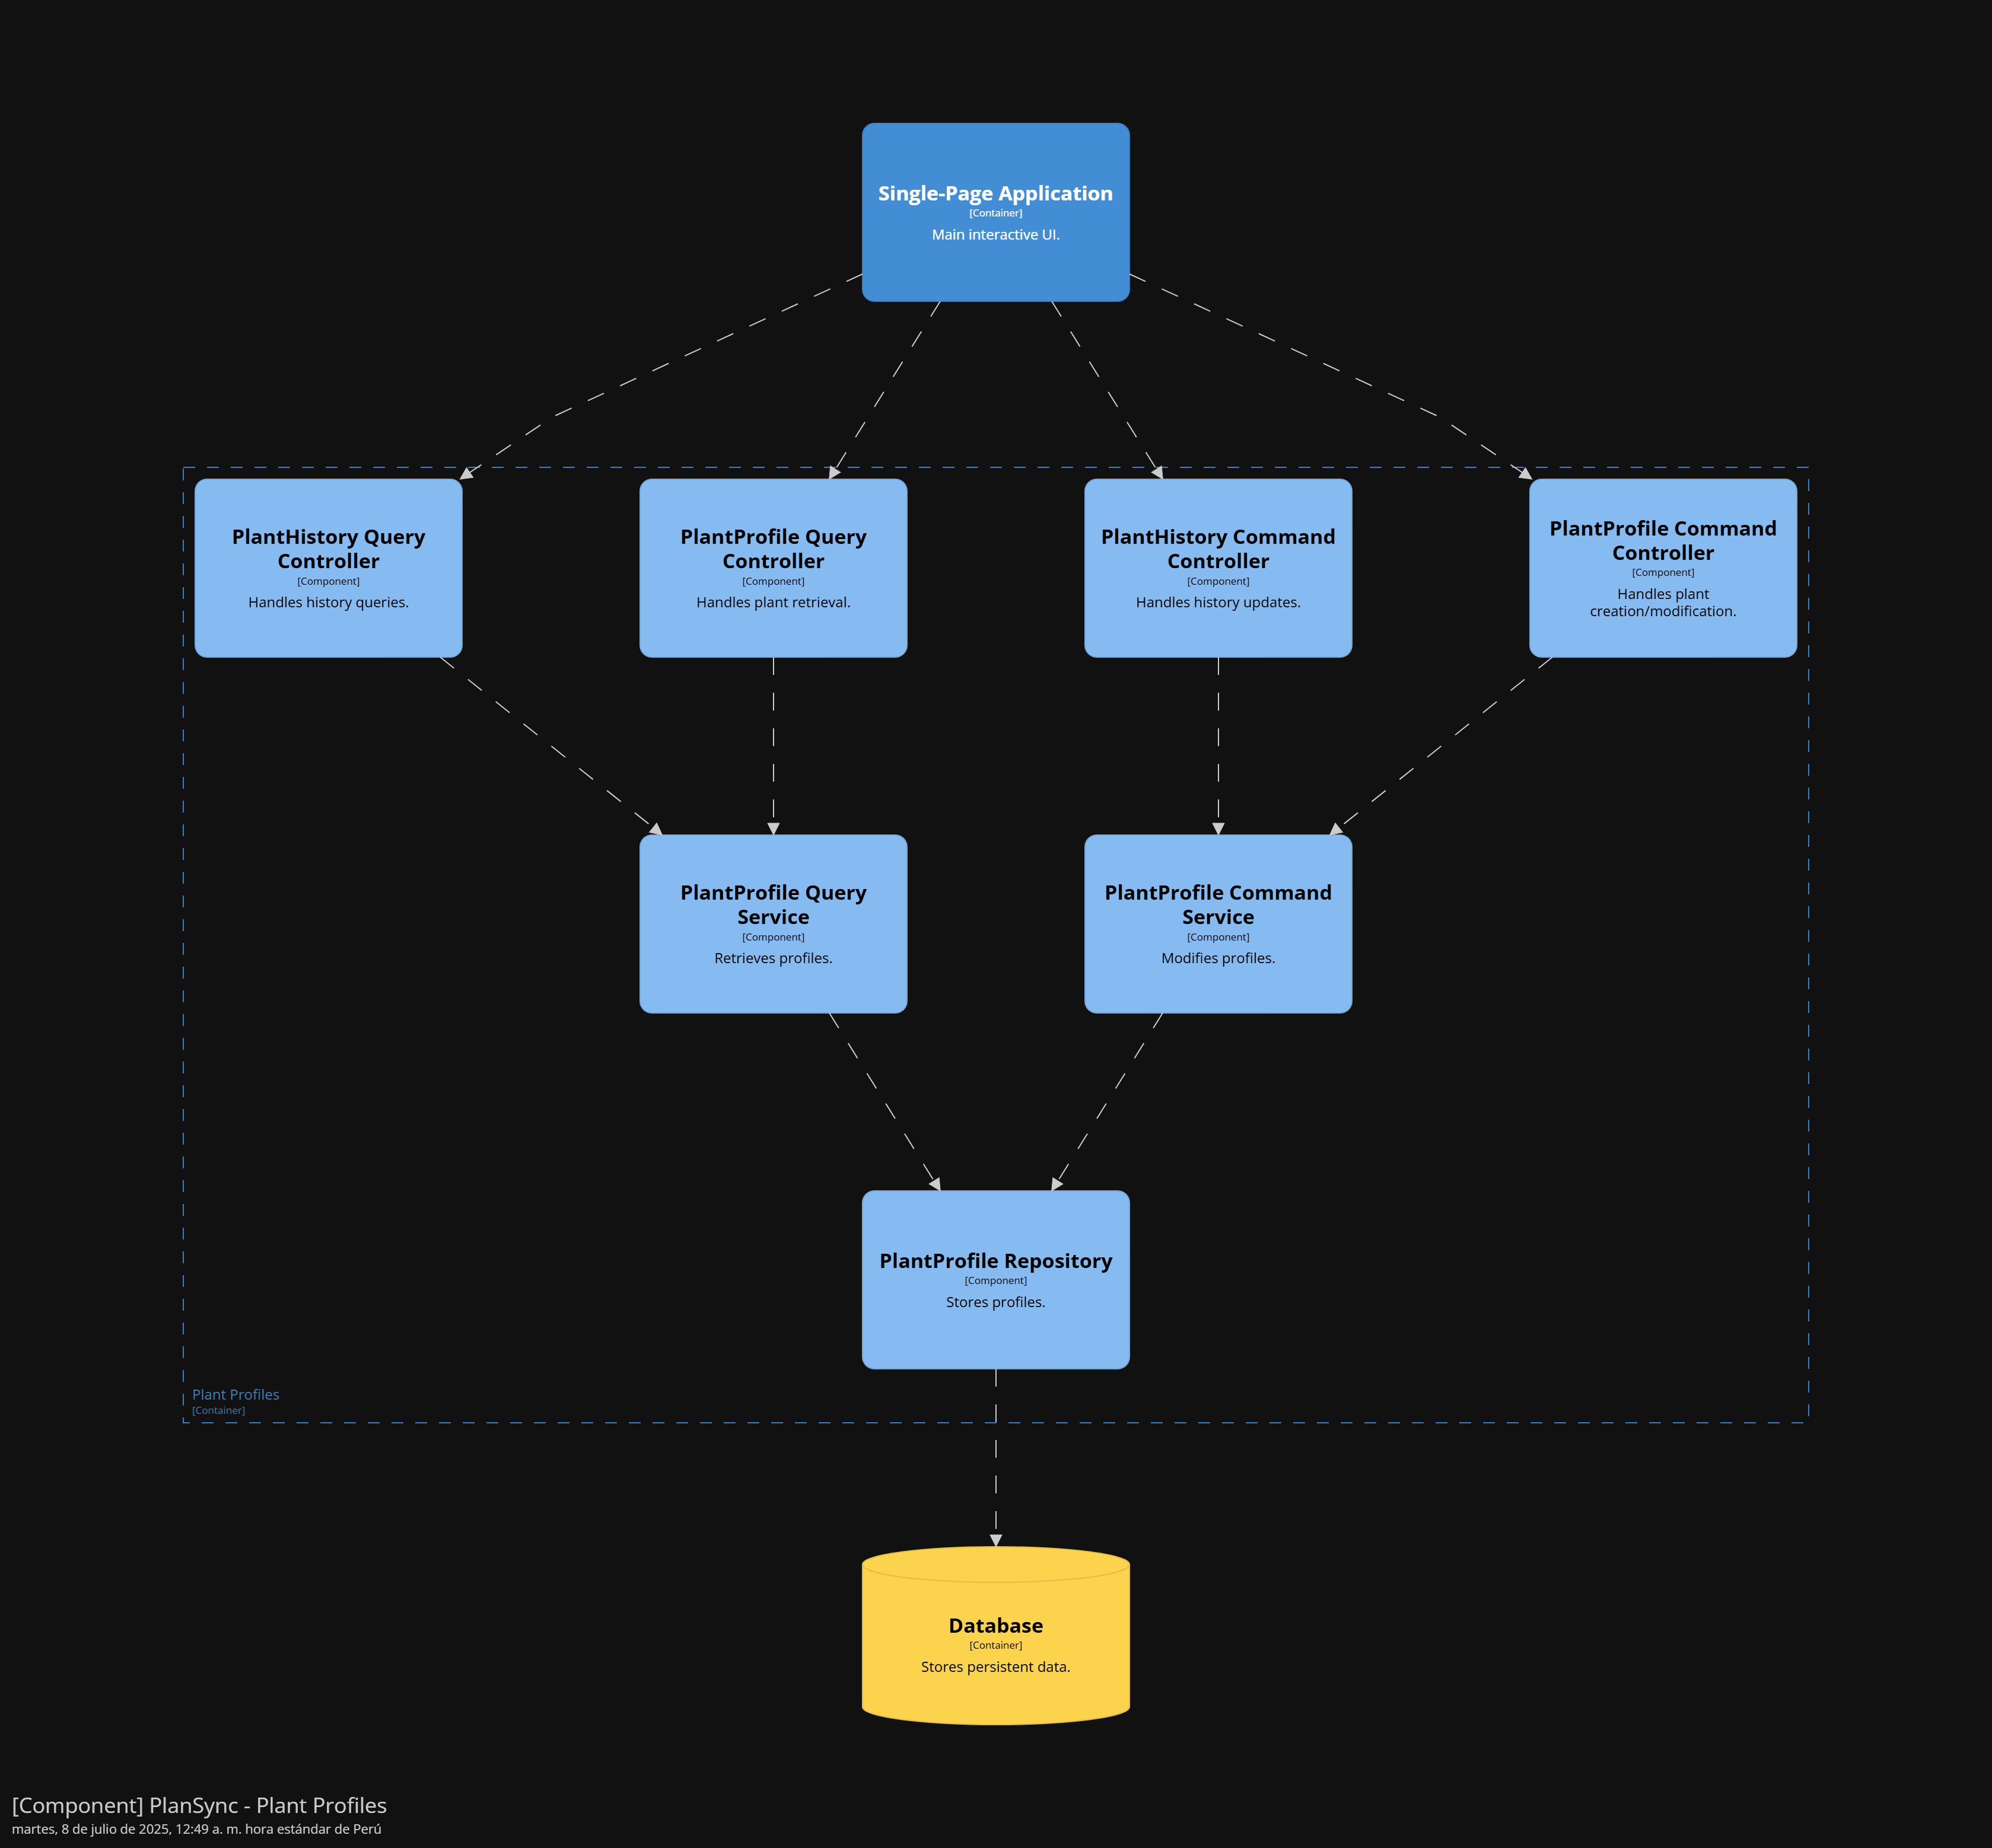 Single-Page Application
[Container]
Main interactive UI.
PlantHistory Query
Controller
[Component]
Handles history queries.
PlantProfile Query
Controller
[Component]
Handles plant retrieval.
PlantHistory Command
Controller
[Component]
Handles history updates.
PlantProfile Command
Controller
[Component]
Handles plant
creation/modification.
PlantProfile Query
Service
[Component]
Retrieves profiles.
PlantProfile Command
Service
[Component]
Modifies profiles.
PlantProfile Repository
[Component]
Stores profiles.
Plant Profiles
[Container]
Database
[Container]
Stores persistent data.
[Component] PlanSync - Plant Profiles
martes, 8 de julio de 2025, 12:49 a. m. hora estándar de Perú